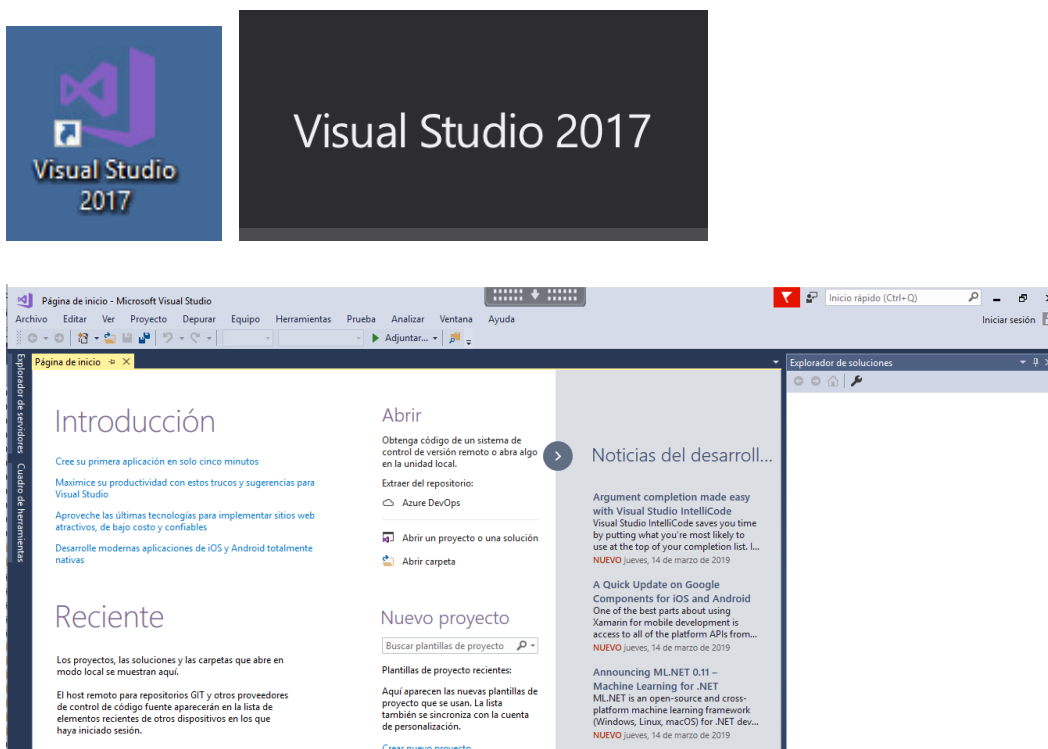 Visual Studio
2017
Visual Studio 2017
Página de inicio - Microsoft Visual Studio
Inicio rápido (Ctrl+Q)
Archivo Editar Ver Proyecto Depurar Equipo Herramientas Prueba Analizar Ventana Ayuda
Iniciar sesión
Adjuntar...
Explorador de servidores
Cuadro de herramientas
Página de inicio
Introducción
Cree su primera aplicación en solo cinco minutos
Maximice su productividad con estos trucos y sugerencias para
Visual Studio
Aproveche las últimas tecnologías para implementar sitios web
atractivos, de bajo costo y confiables
Desarrolle modernas aplicaciones de iOS y Android totalmente
nativas
Reciente
Los proyectos, las soluciones y las carpetas que abre en
modo local se muestran aquí.
El host remoto para repositorios GIT y otros proveedores
de control de código fuente aparecerán en la lista de
elementos recientes de otros dispositivos en los que
haya iniciado sesión.
Abrir
Obtenga código de un sistema de
control de versión remoto o abra algo
en la unidad local.
Extraer del repositorio:
Azure DevOps
Abrir un proyecto o una solución
Abrir carpeta
Nuevo proyecto
Buscar plantillas de proyecto
Plantillas de proyecto recientes:
Aquí aparecen las nuevas plantillas de
proyecto que se usan. La lista
también se sincroniza con la cuenta
de personalización.
Crear nuevo proyecto
Noticias del desarroll...
Argument completion made easy
with Visual Studio IntelliCode
Visual Studio IntelliCode saves you time
by putting what you're most likely to
use at the top of your completion list. I...
NUEVO jueves, 14 de marzo de 2019
A Quick Update on Google
Components for iOS and Android
One of the best parts about using
Xamarin for mobile development is
access to all of the platform APIs from...
NUEVO jueves, 14 de marzo de 2019
Announcing ML.NET 0.11 –
Machine Learning for .NET
ML.NET is an open-source and cross-
platform machine learning framework
(Windows, Linux, macOS) for .NET dev...
NUEVO jueves, 14 de marzo de 2019
Explorador de soluciones